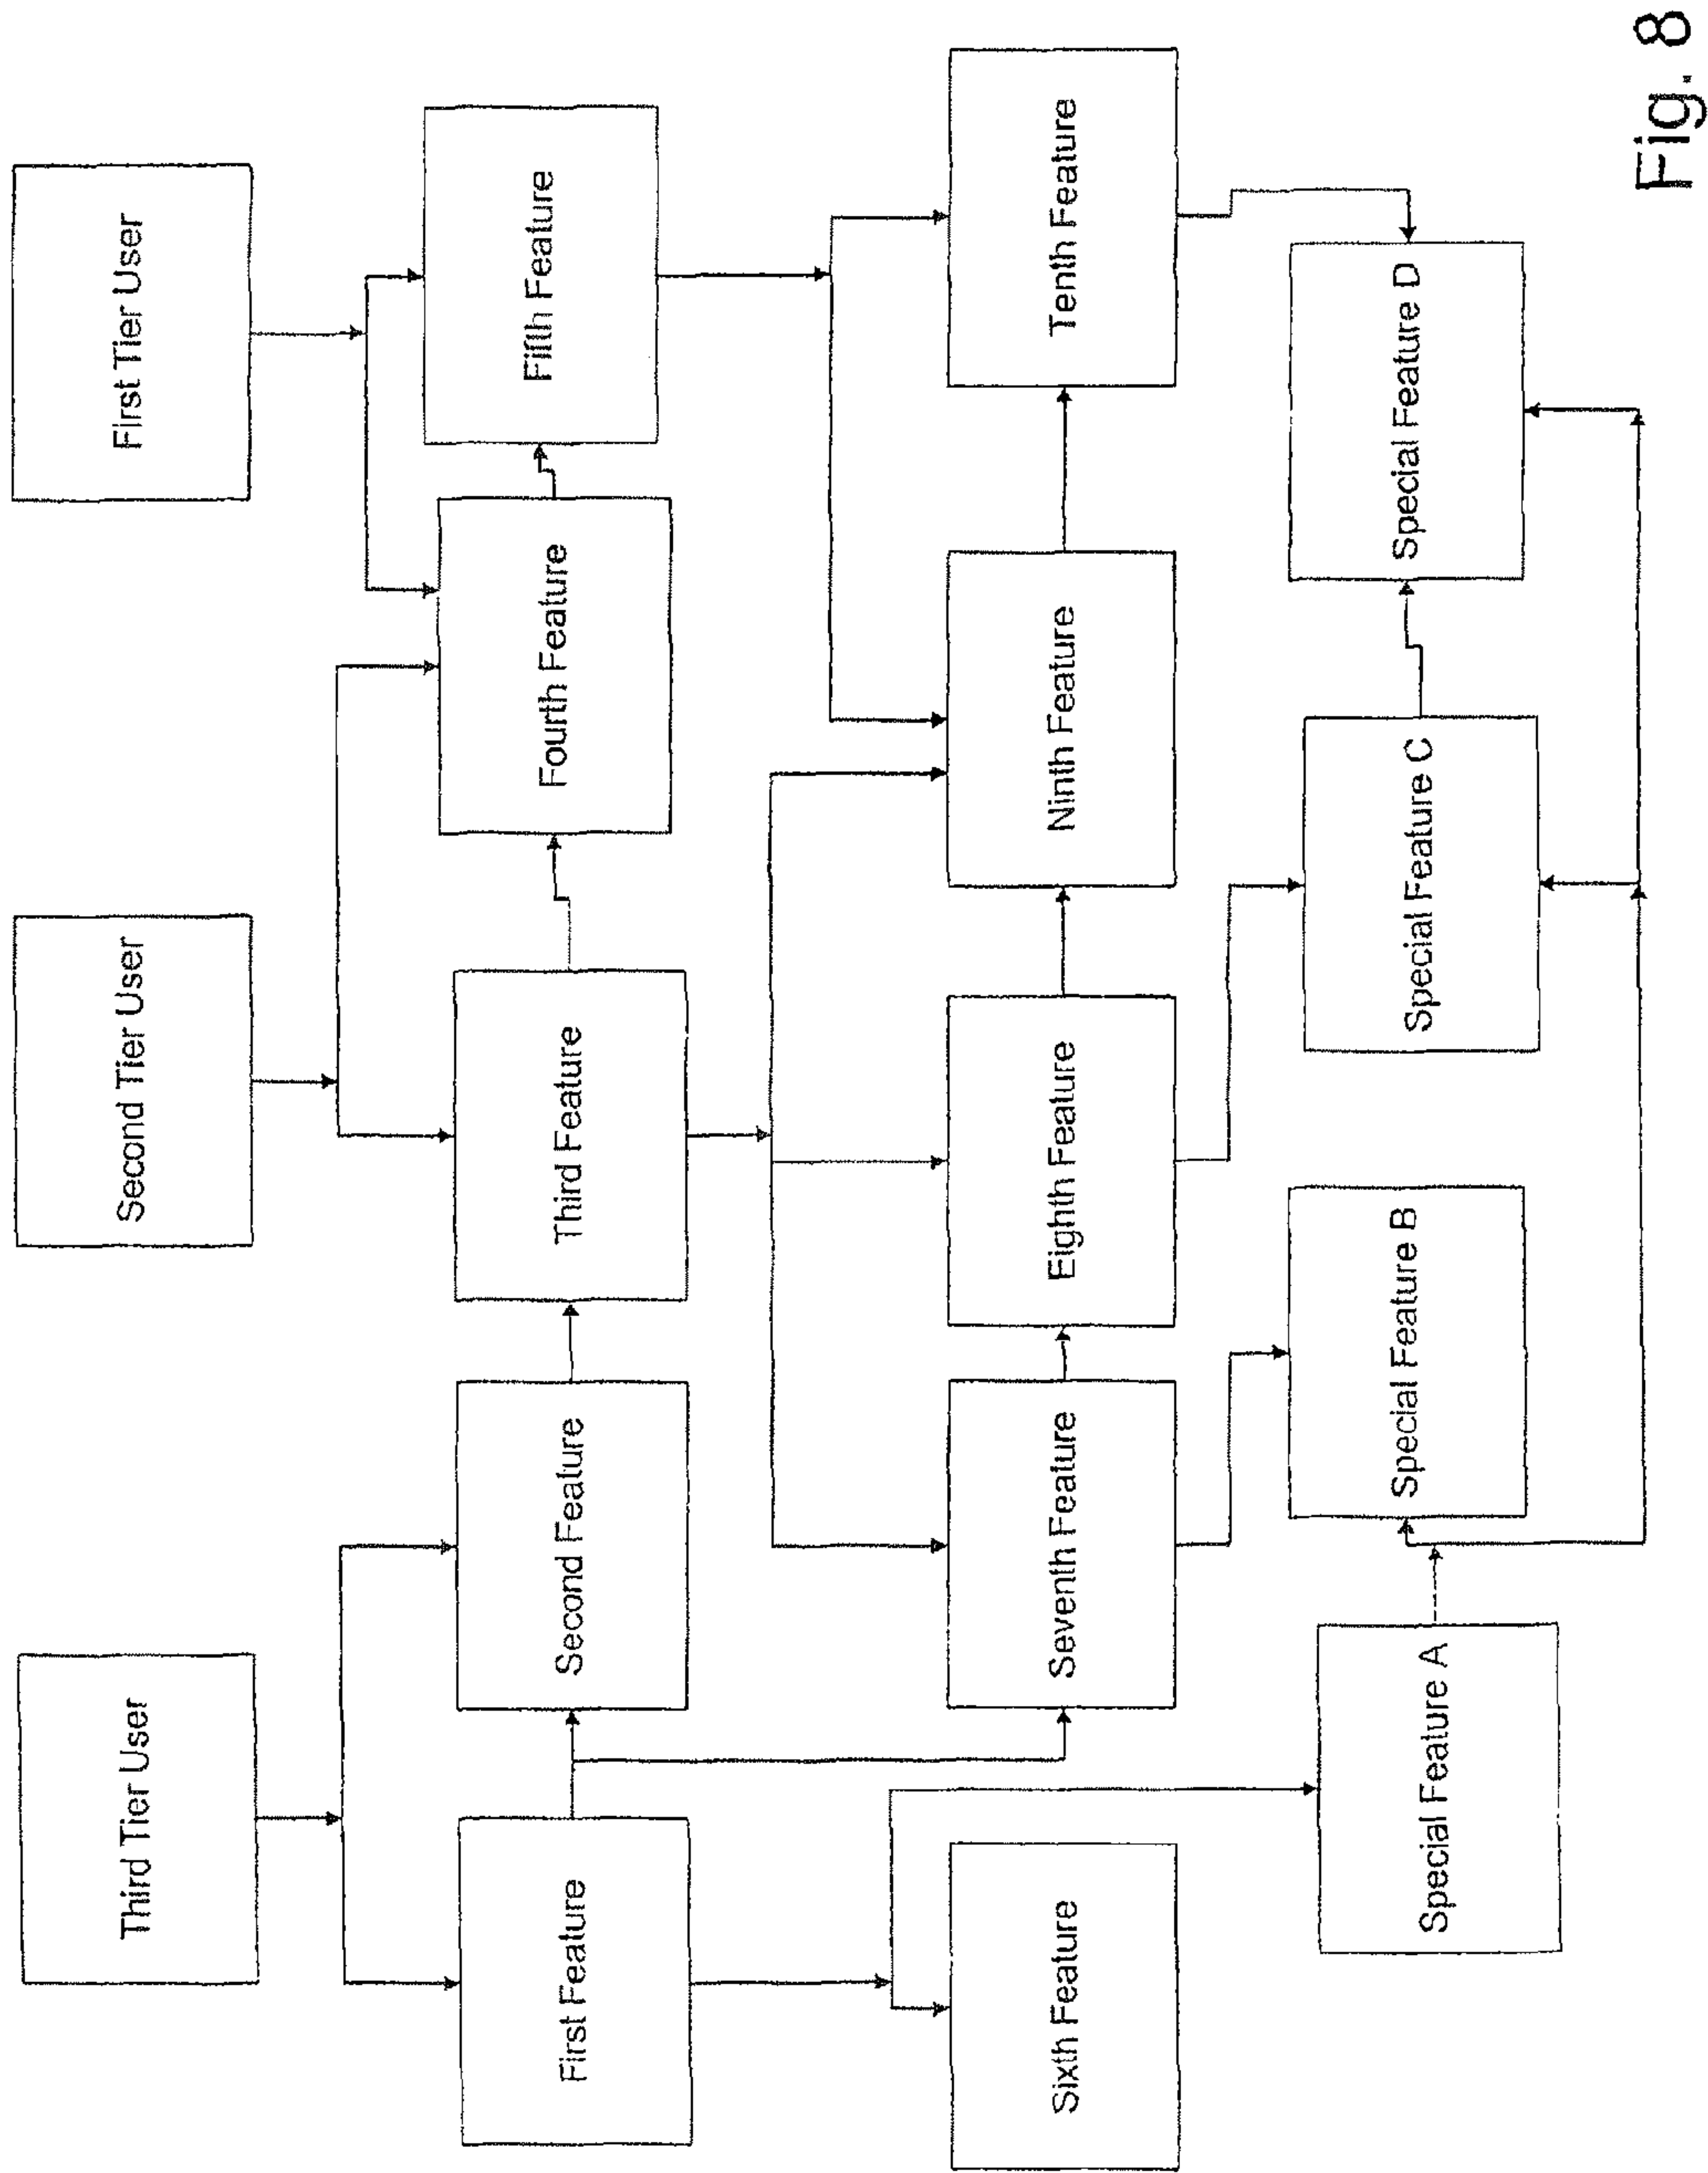 Third Tier User
Second Tier User
First Tier User
First Feature
Second Feature
Third Feature
Fourth Feature
Fifth Feature
Sixth Feature
Seventh Feature
Eighth Feature
Ninth Feature
Tenth Feature
Special Feature A
Special Feature B
Special Feature C
Special Feature D
Fig. 8